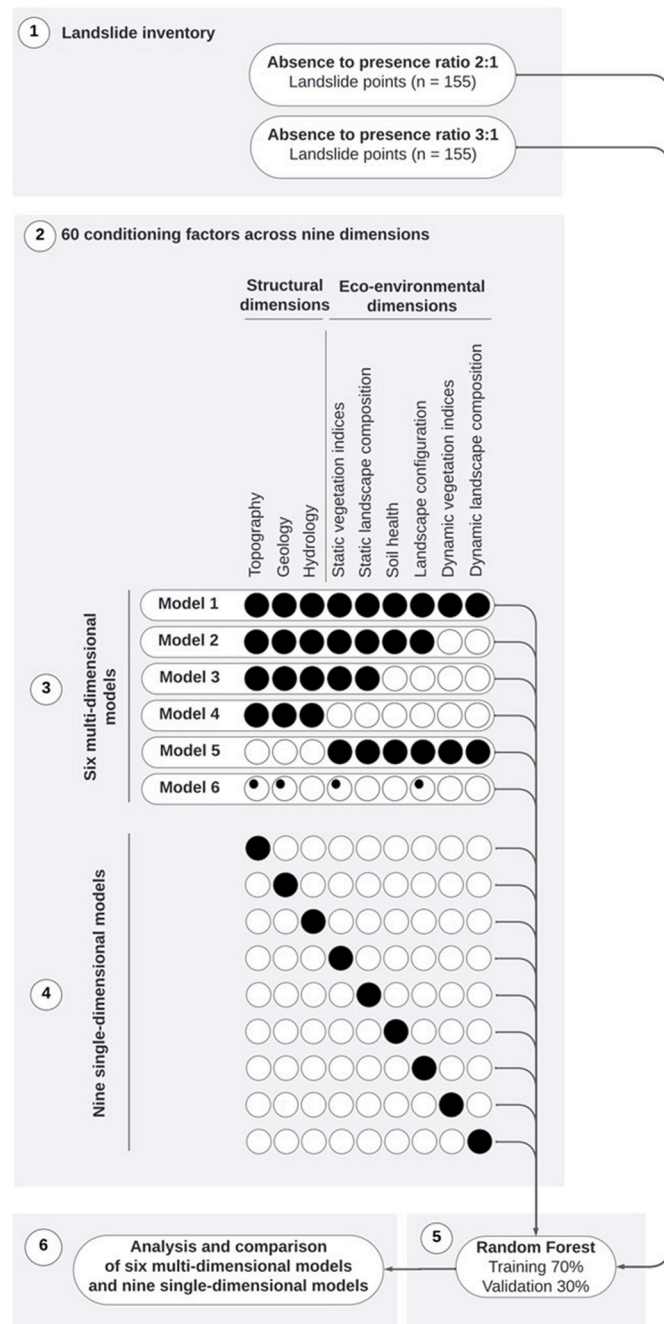 1
Landslide inventory
Absence to presence ratio 2:1
Landslide points (n = 155)
Absence to presence ratio 3:1
Landslide points (n = 155)
2
60 conditioning factors across nine dimensions
Structural
dimensions
Eco-environmental
dimensions
Topography
Geology
Hydrology
Static vegetation indices
Static landscape composition
Soil health
Landscape configuration
Dynamic vegetation indices
Dynamic landscape composition
3
Six multi-dimensional
models
Model 1
Model 2
Model 3
Model 4
Model 5
Model 6
4
Nine single-dimensional models
5
Random Forest
Training 70%
Validation 30%
6
Analysis and comparison
of six multi-dimensional models
and nine single-dimensional models